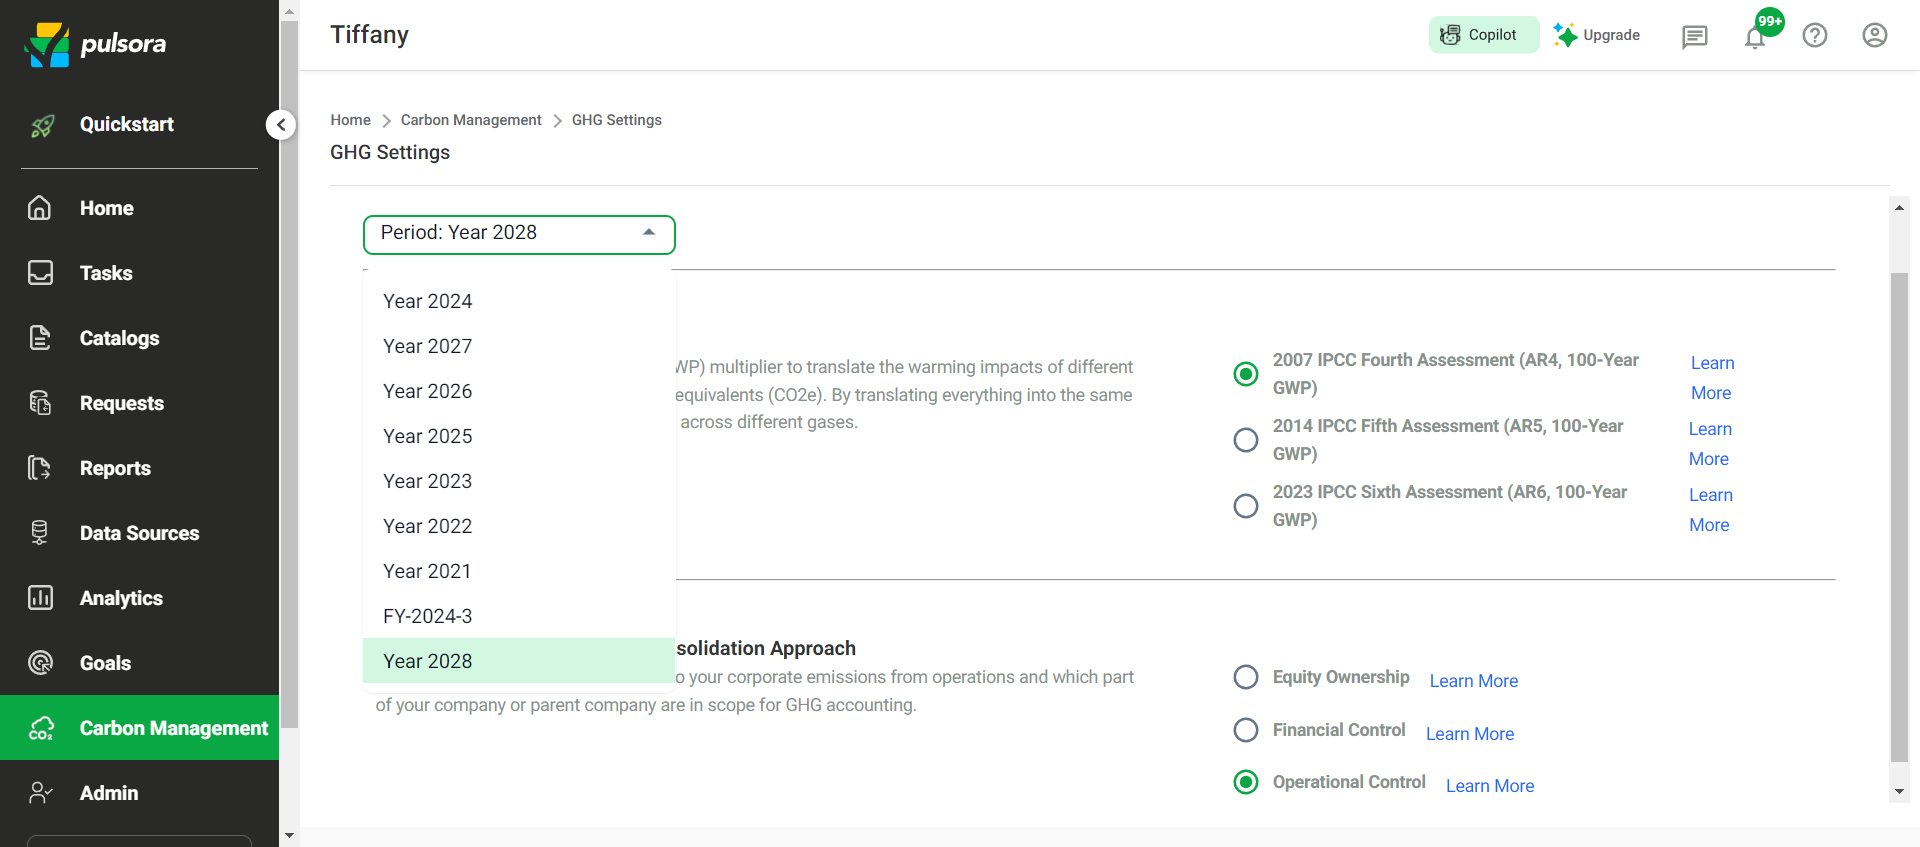 pulsora
Tiffany
Copilot
Upgrade
99+
Quickstart
Home
Tasks
Catalogs
Requests
Reports
Data Sources
Analytics
Goals
Carbon Management
CO₂
Admin
Home > Carbon Management > GHG Settings
GHG Settings
Period: Year 2028
Year 2024
Year 2027
Year 2026
Year 2025
Year 2023
Year 2022
Year 2021
FY-2024-3
Year 2028
WP) multiplier to translate the warming impacts of different
equivalents (CO2e). By translating everything into the same
across different gases.
2007 IPCC Fourth Assessment (AR4, 100-Year
GWP)
Learn
More
2014 IPCC Fifth Assessment (AR5, 100-Year
GWP)
Learn
More
2023 IPCC Sixth Assessment (AR6, 100-Year
GWP)
Learn
More
solidation Approach
o your corporate emissions from operations and which part
of your company or parent company are in scope for GHG accounting.
Equity Ownership Learn More
Financial Control Learn More
Operational Control Learn More